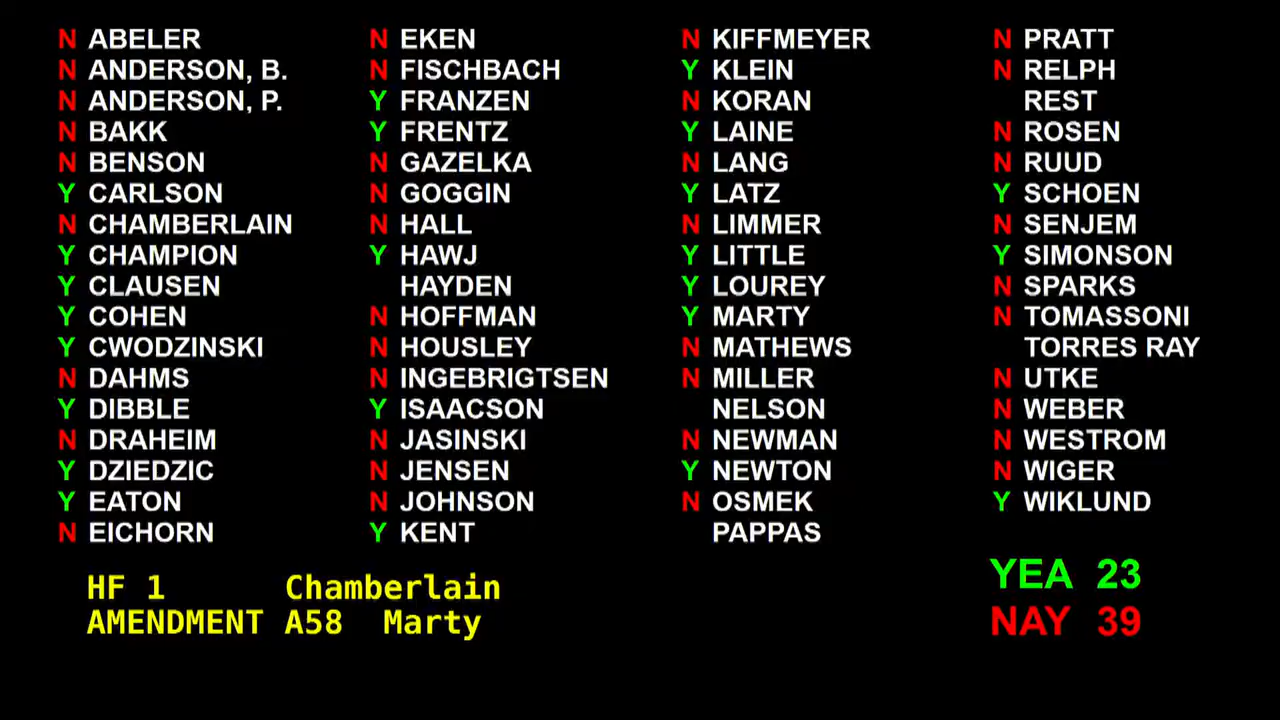 N ABELER N EKEN N KIFFMEYER N PRATT
N ANDERSON, B. N FISCHBACH Y KLEIN N RELPH
N ANDERSON, P. Y FRANZEN N KORAN REST
N BAKK Y FRENTZ Y LAINE N ROSEN
N BENSON N GAZELKA N LANG N RUUD
Y CARLSON N GOGGIN Y LATZ Y SCHOEN
N CHAMBERLAIN N HALL N LIMMER N SENJEM
Y CHAMPION Y HAWJ Y LITTLE Y SIMONSON
Y CLAUSEN HAYDEN Y LOUREY N SPARKS
Y COHEN N HOFFMAN Y MARTY N TOMASSONI
Y CWODZINSKI N HOUSLEY N MATHEWS TORRES RAY
N DAHMS N INGEBRIGTSEN N MILLER N UTKE
Y DIBBLE Y ISAACSON NELSON N WEBER
N DRAHEIM N JASINSKI N NEWMAN N WESTROM
Y DZIEDZIC N JENSEN Y NEWTON N WIGER
Y EATON N JOHNSON N OSMEK Y WIKLUND
N EICHORN Y KENT PAPPAS
HF 1 Chamberlain YEA 23
AMENDMENT A58 Marty NAY 39